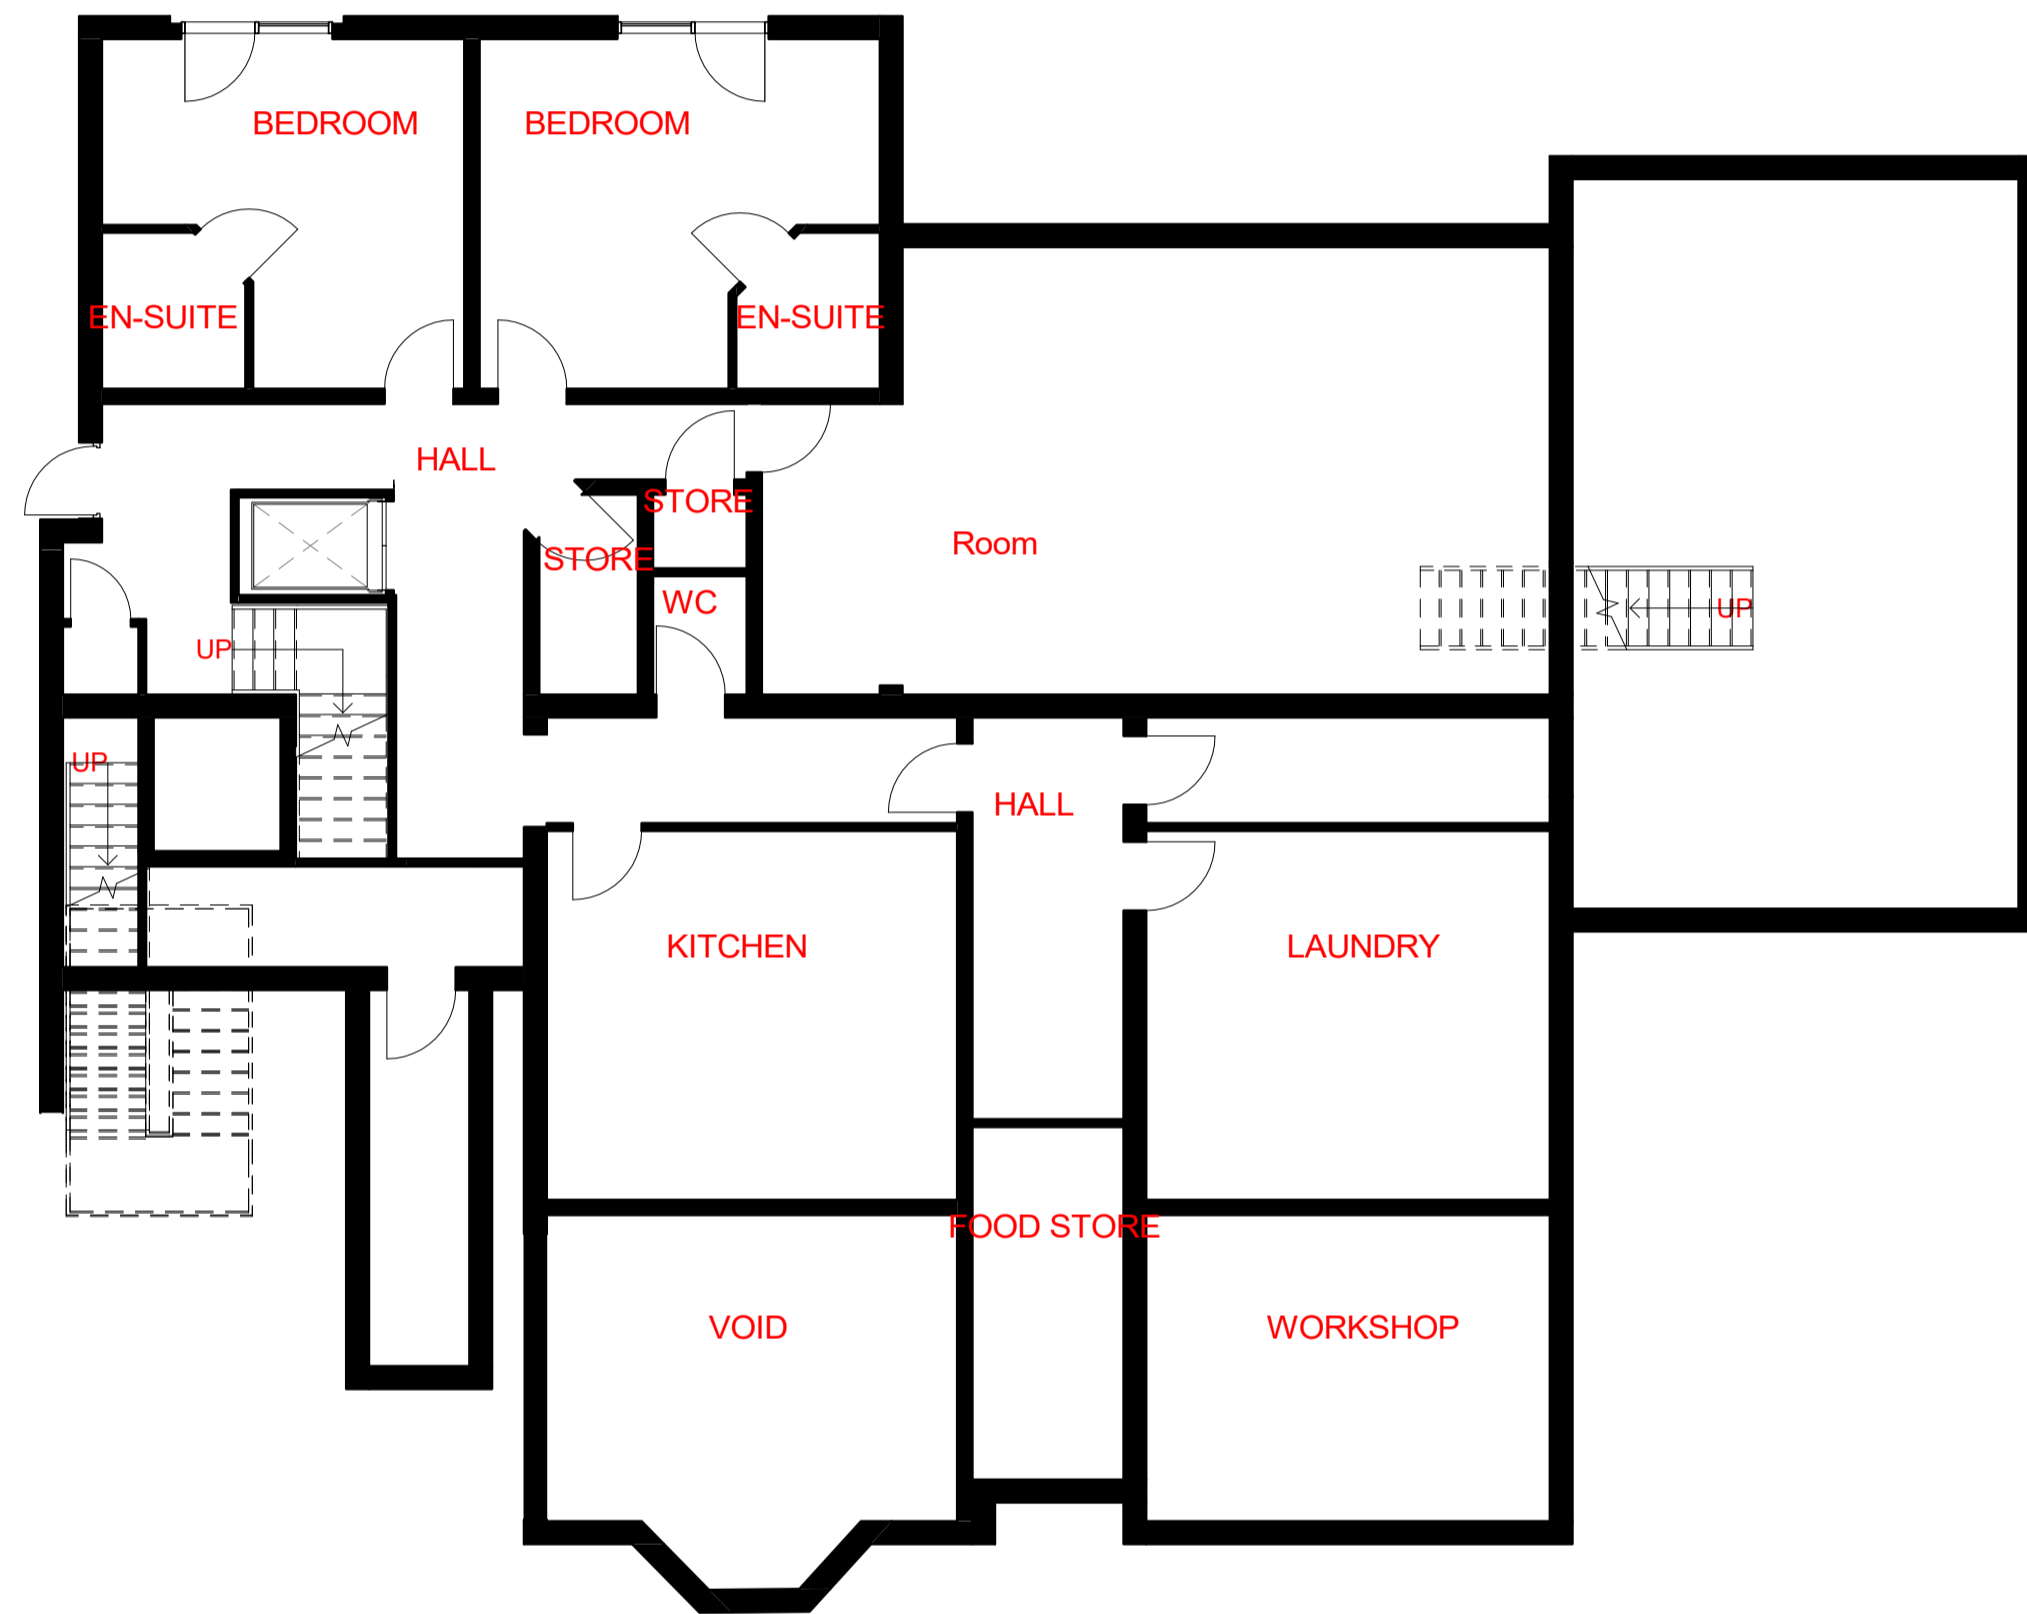 BEDROOM
BEDROOM
EN-SUITE
EN-SUITE
HALL
STORE
STORE
Room
WC
UP
UP
UP
HALL
KITCHEN
LAUNDRY
FOOD STORE
VOID
WORKSHOP